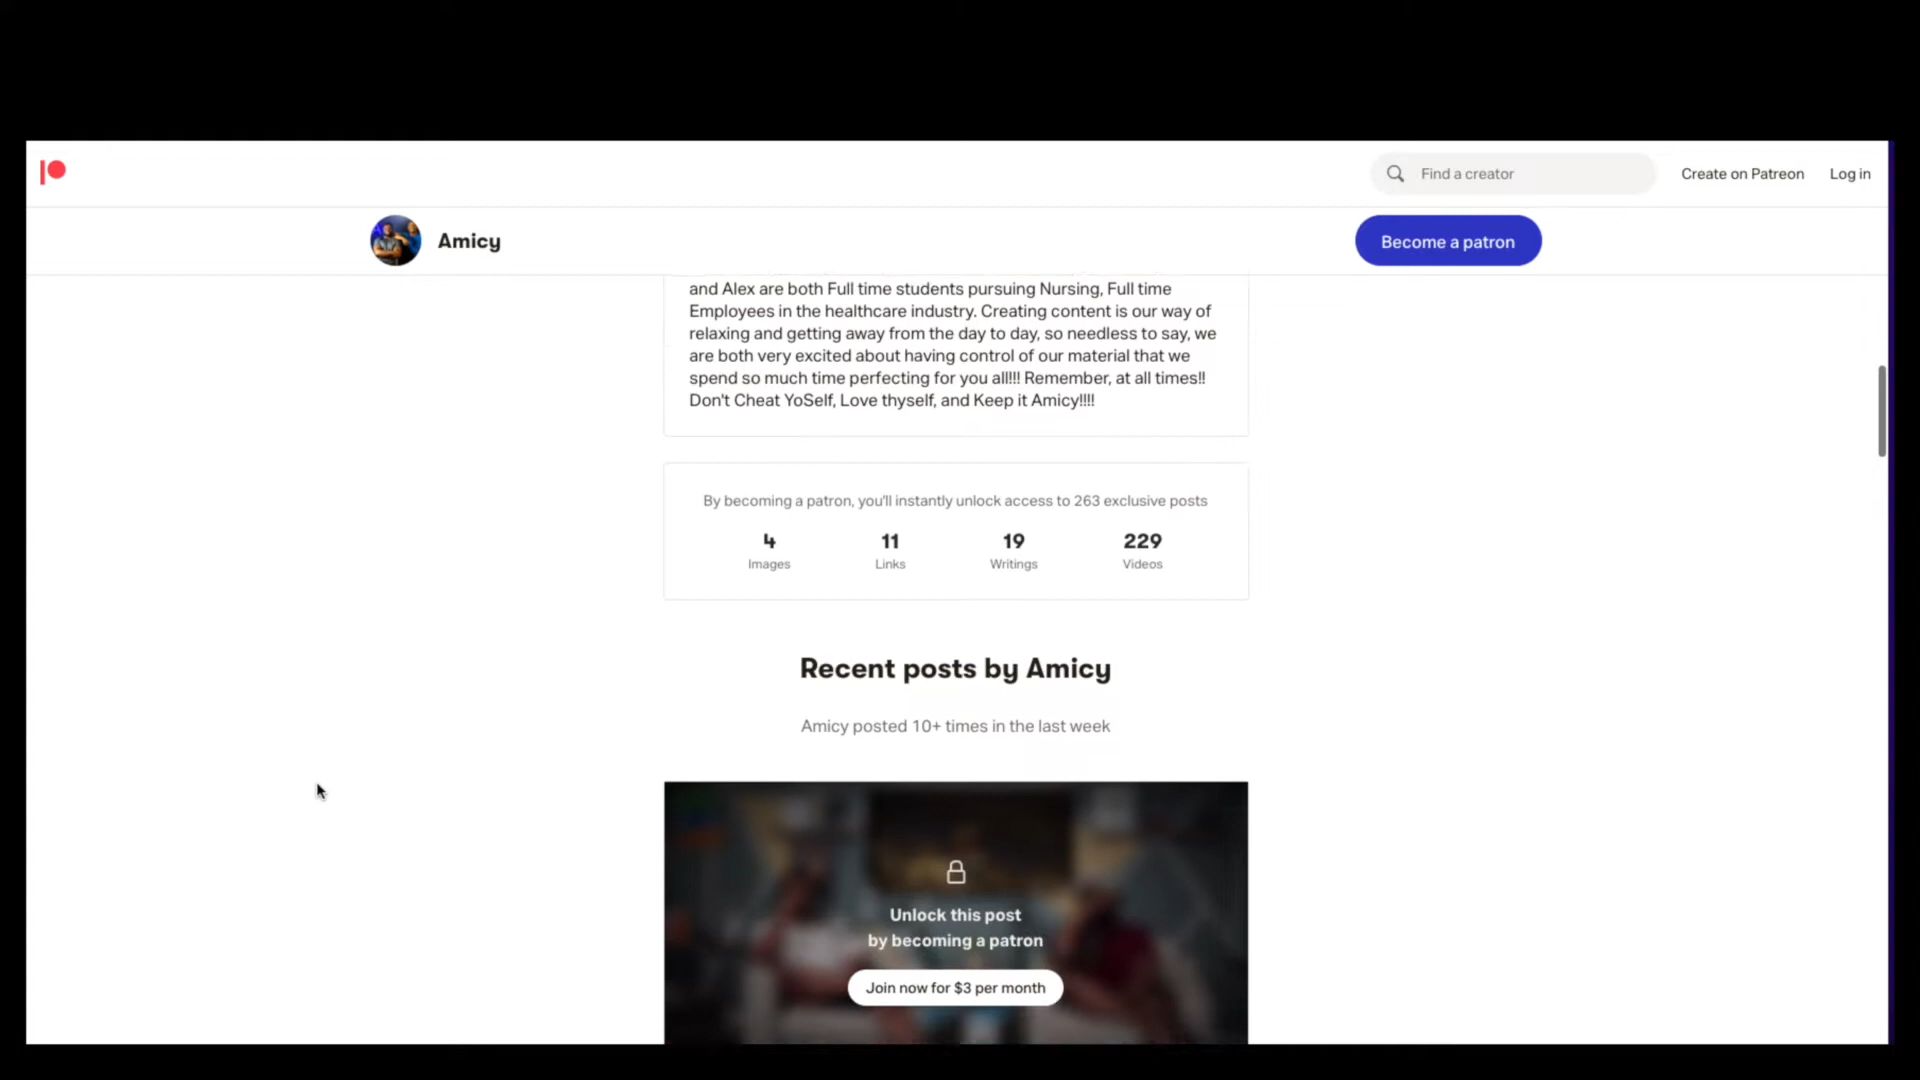 Find a creator
Create on Patreon
Log in
Amicy
Become a patron
and Alex are both Full time students pursuing Nursing, Full time
Employees in the healthcare industry. Creating content is our way of
relaxing and getting away from the day to day, so needless to say, we
are both very excited about having control of our material that we
spend so much time perfecting for you all!!! Remember, at all times!!
Don't Cheat YoSelf, Love thyself, and Keep it Amicy!!!!
By becoming a patron, you'll instantly unlock access to 263 exclusive posts
4 11 19 229
Images Links Writings Videos
Recent posts by Amicy
Amicy posted 10+ times in the last week
Unlock this post
by becoming a patron
Join now for $3 per month